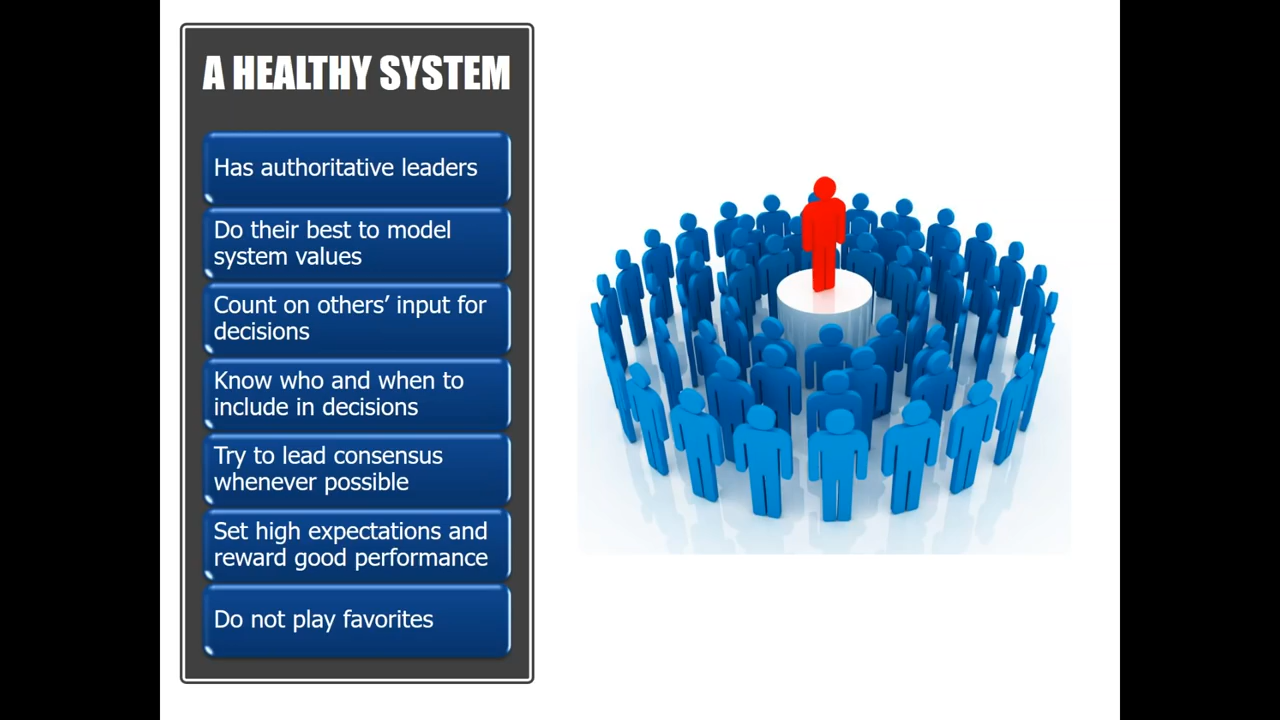 A HEALTHY SYSTEM
Has authoritative leaders
Do their best to model
system values
Count on others’ input for
decisions
Know who and when to
include in decisions
Try to lead consensus
whenever possible
Set high expectations and
reward good performance
Do not play favorites